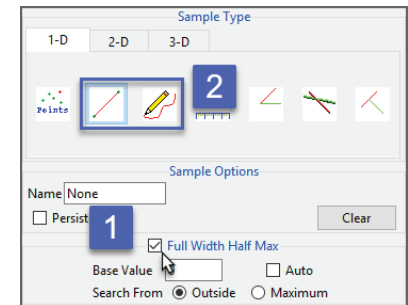 Sample Type
1-D 2-D 3-D
Points
2
Sample Options
Name None
Persist
1
Clear
Full Width Half Max
Base Value
Auto
Search From Outside Maximum